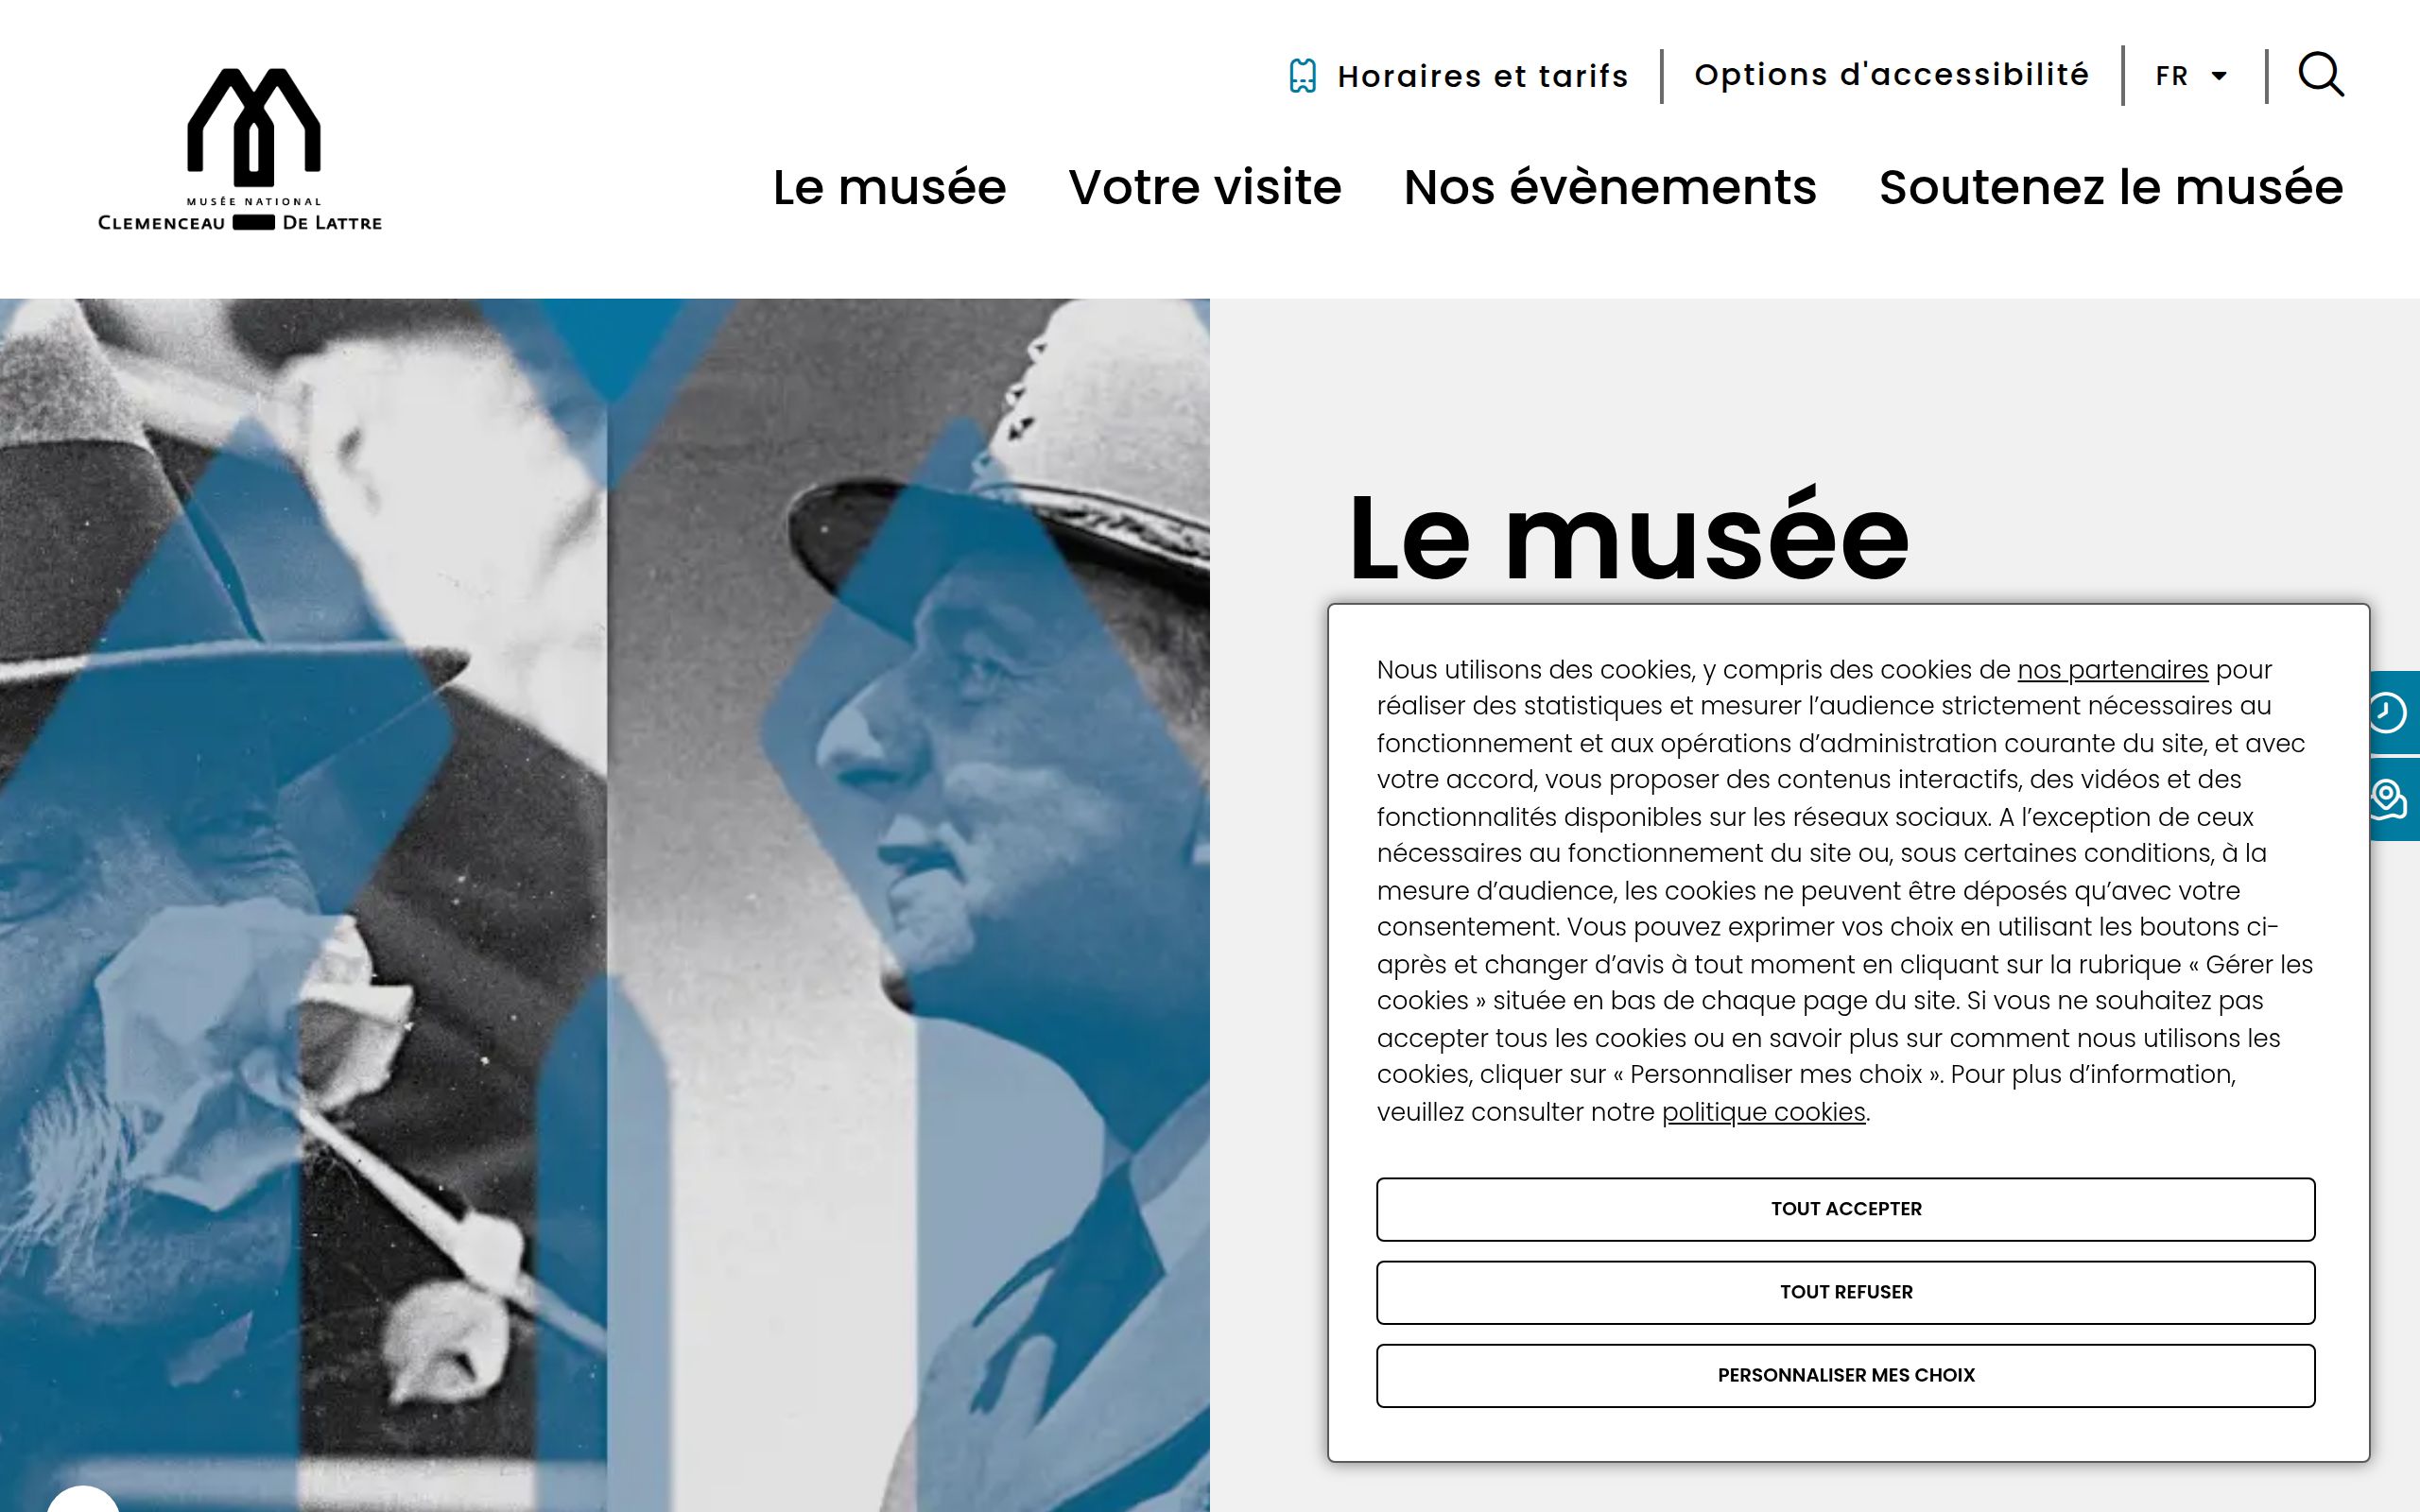 MUSÉE NATIONAL
CLEMENCEAU DE LATTRE
Horaires et tarifs
Options d'accessibilité
FR
Le musée
Votre visite
Nos évènements
Soutenez le musée
Le musée
Nous utilisons des cookies, y compris des cookies de nos partenaires pour
réaliser des statistiques et mesurer l’audience strictement nécessaires au
fonctionnement et aux opérations d’administration courante du site, et avec
votre accord, vous proposer des contenus interactifs, des vidéos et des
fonctionnalités disponibles sur les réseaux sociaux. A l’exception de ceux
nécessaires au fonctionnement du site ou, sous certaines conditions, à la
mesure d’audience, les cookies ne peuvent être déposés qu’avec votre
consentement. Vous pouvez exprimer vos choix en utilisant les boutons ci-
après et changer d’avis à tout moment en cliquant sur la rubrique « Gérer les
cookies » située en bas de chaque page du site. Si vous ne souhaitez pas
accepter tous les cookies ou en savoir plus sur comment nous utilisons les
cookies, cliquer sur « Personnaliser mes choix ». Pour plus d’information,
veuillez consulter notre politique cookies.
TOUT ACCEPTER
TOUT REFUSER
PERSONNALISER MES CHOIX